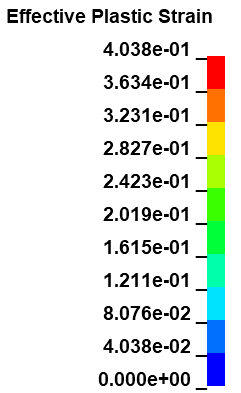 Effective Plastic Strain
4.038e-01
3.634e-01
3.231e-01
2.827e-01
2.423e-01
2.019e-01
1.615e-01
1.211e-01
8.076e-02
4.038e-02
0.000e+00